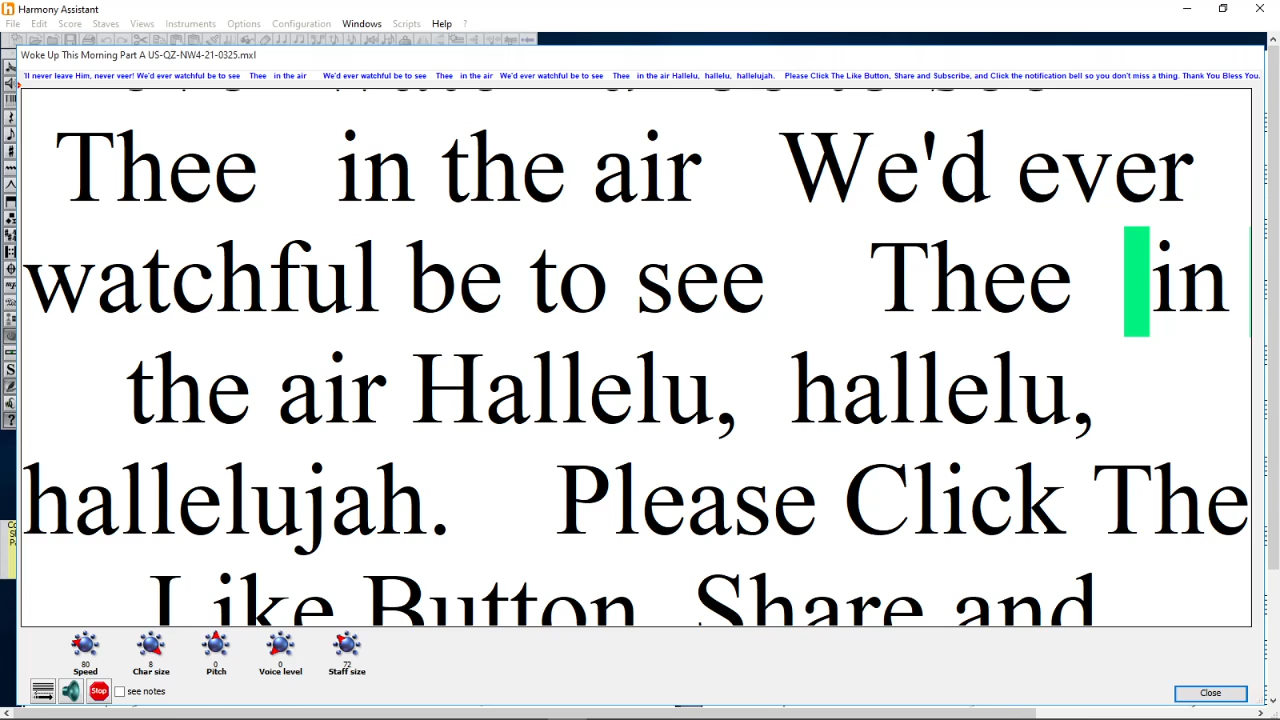 Harmony Assistant
File Edit Score Staves Views Instruments Options Configuration Windows Scripts Help ?
Woke Up This Morning Part A US-QZ-NW4-21-0325.mxl
'Il never leave Him, never veer! We'd ever watchful be to see Thee in the air We'd ever watchful be to see Thee in the air We'd ever watchful be to see Thee in the air Hallelu, hallelu, hallelujah. Please Click The Like Button, Share and Subscribe, and Click the notification bell so you don't miss a thing. Thank You Bless You.
Thee in the air We'd ever
watchful be to see Thee in
the air Hallelu, hallelu,
hallelujah. Please Click The
Like Button, Share and
80 8 0 0 72
Speed Char size Pitch Voice level Staff size
Stop see notes Close